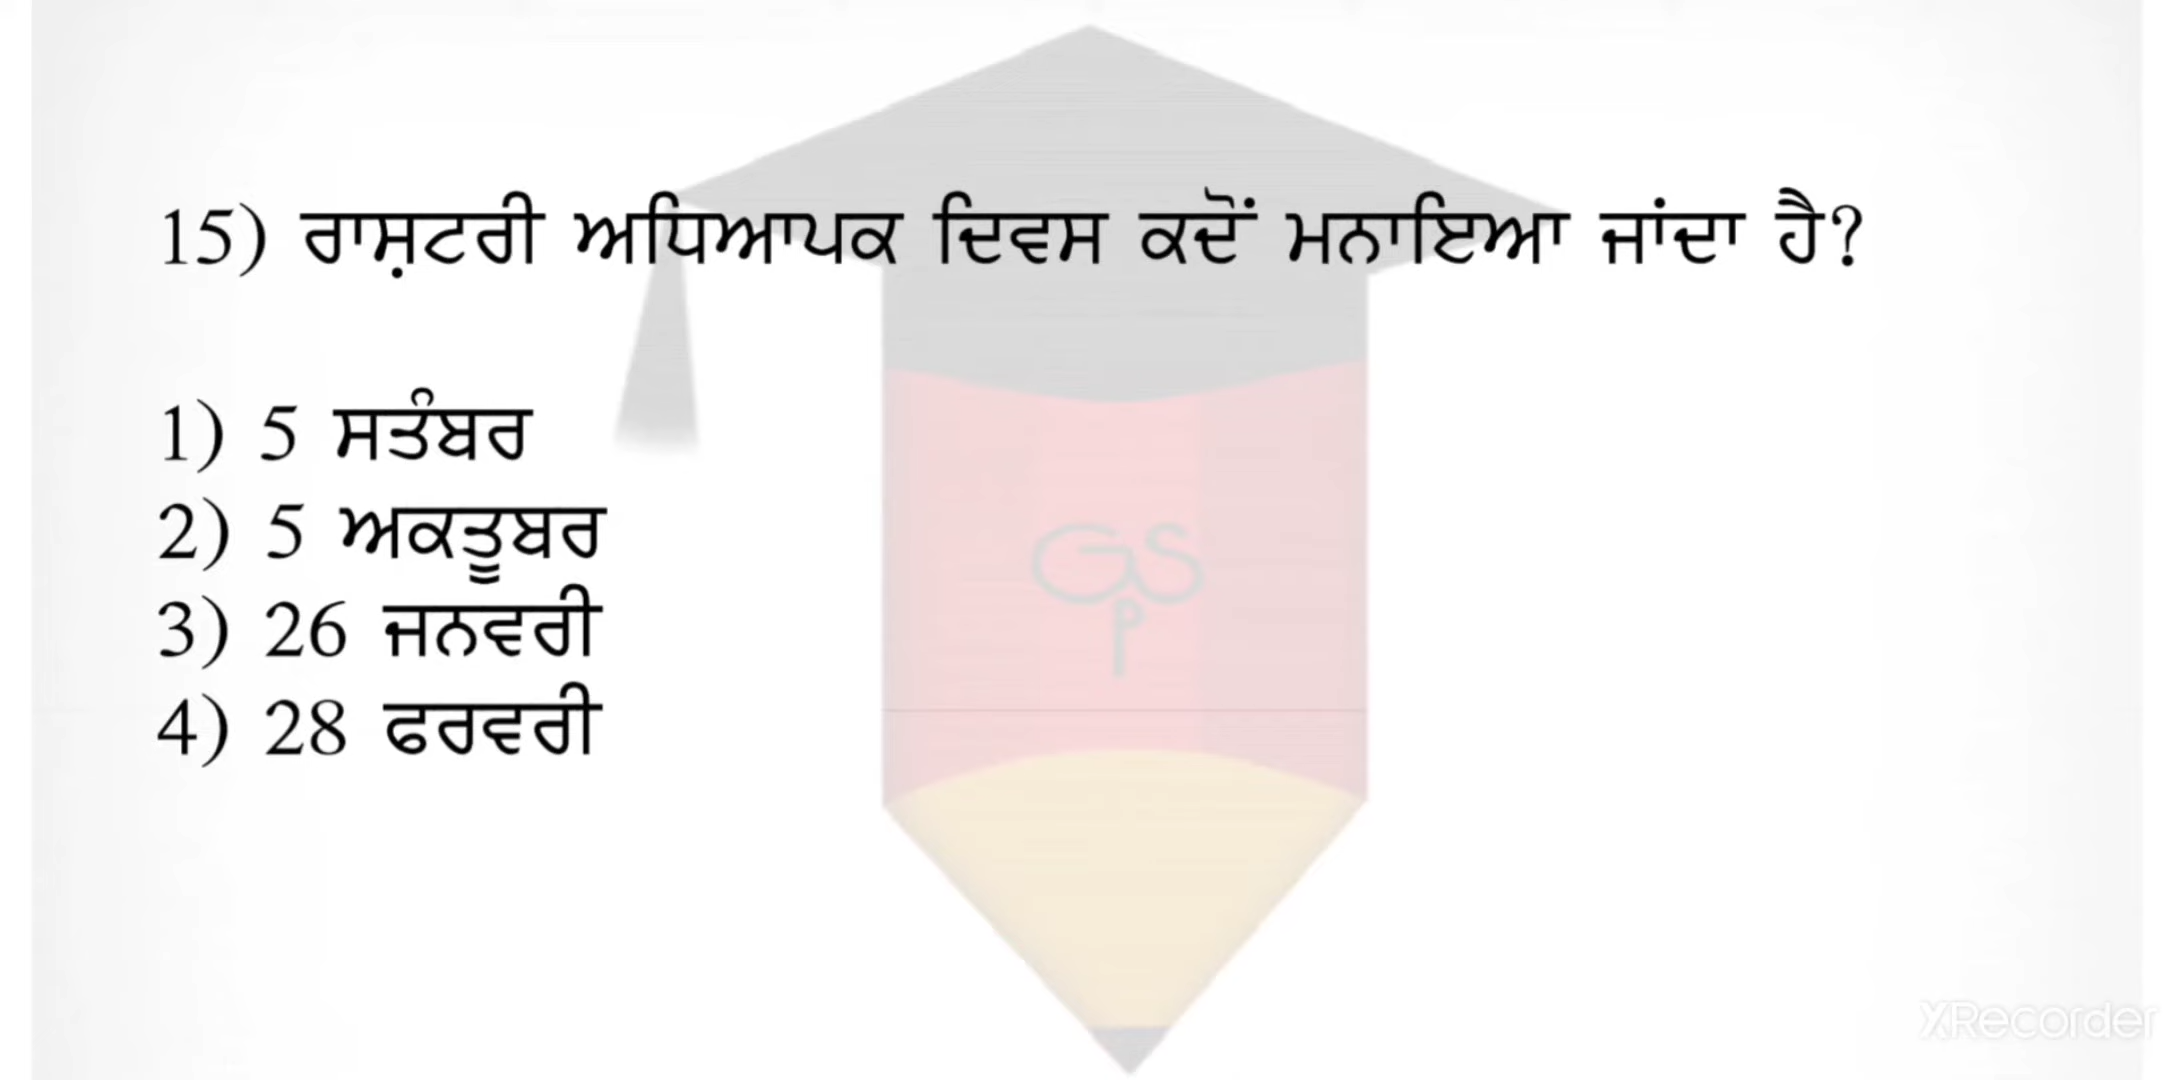 15) ਰਾਸ਼ਟਰੀ ਅਧਿਆਪਕ ਦਿਵਸ ਕਦੋਂ ਮਨਾਇਆ ਜਾਂਦਾ ਹੈ?
1) 5 ਸਤੰਬਰ
2) 5 ਅਕਤੂਬਰ
3) 26 ਜਨਵਰੀ
4) 28 ਫਰਵਰੀ
GS
P
XRecorder